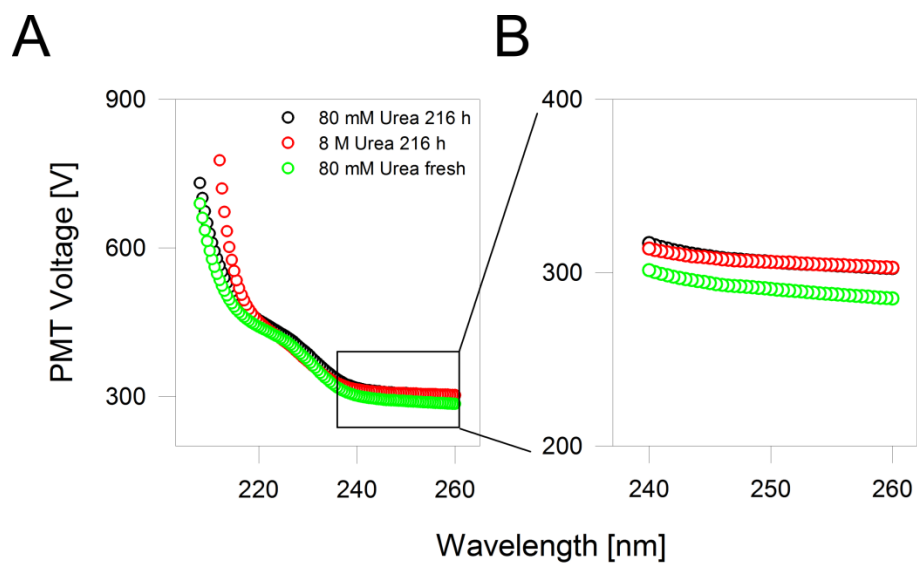 A
B
900
600
300
PMT Voltage [V]
80 mM Urea 216 h
8 M Urea 216 h
80 mM Urea fresh
220
240
260
400
300
200
240
250
260
Wavelength [nm]